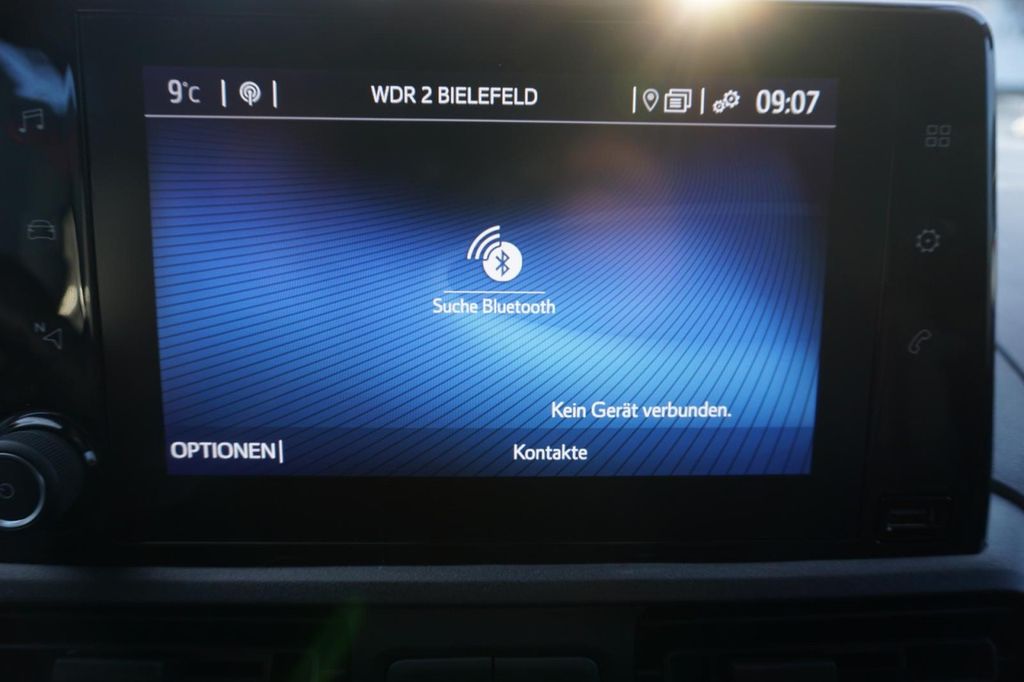 9°C
WDR 2 BIELEFELD
09:07
N
Suche Bluetooth
Kein Gerät verbunden.
OPTIONEN
Kontakte